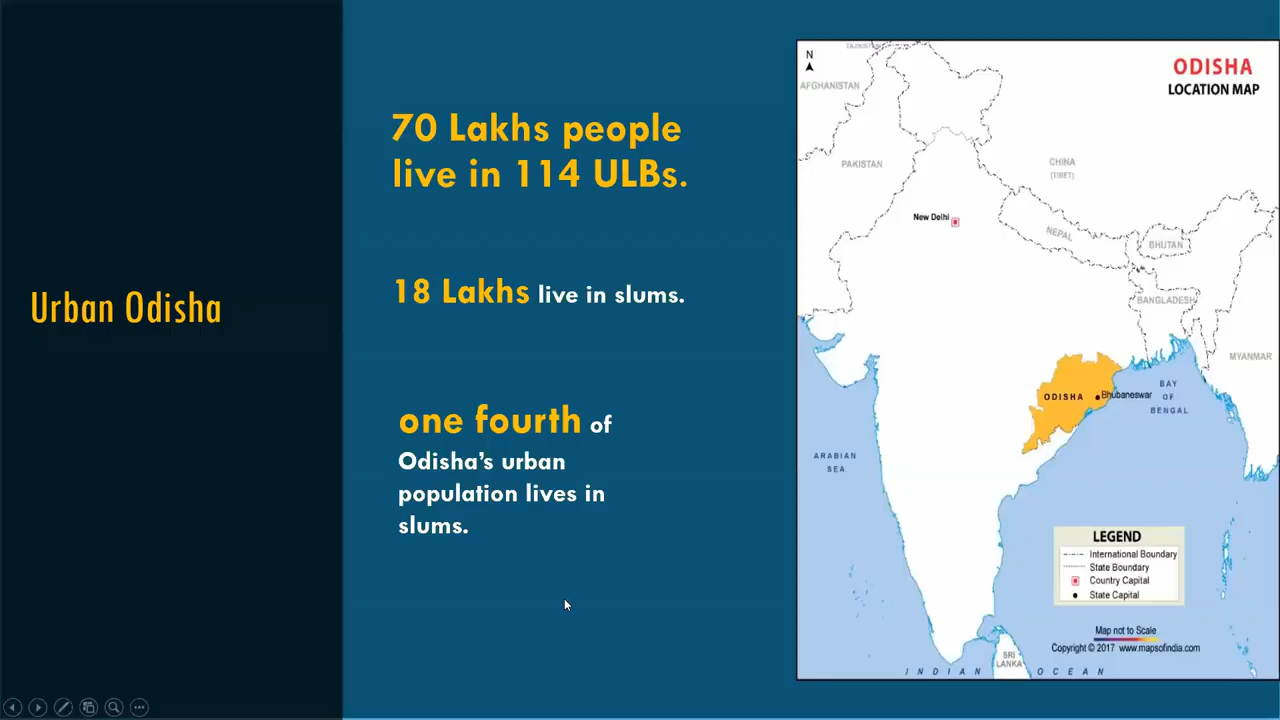 Urban Odisha
70 Lakhs people
live in 114 ULBs.
18 Lakhs live in slums.
one fourth of
Odisha's urban
population lives in
slums.
N
ODISHA
LOCATION MAP
AFGHANISTAN
PAKISTAN
CHINA
(TIBET)
New Delhi
NEPAL
BHUTAN
BANGLADESH
MYANMAR
ODISHA
Bhubaneswar
BAY
OF
BENGAL
ARABIAN
SEA
LEGEND
International Boundary
State Boundary
Country Capital
State Capital
Map not to Scale
Copyright © 2017 www.mapsofindia.com
SRI
LANKA
INDIAN OCEAN